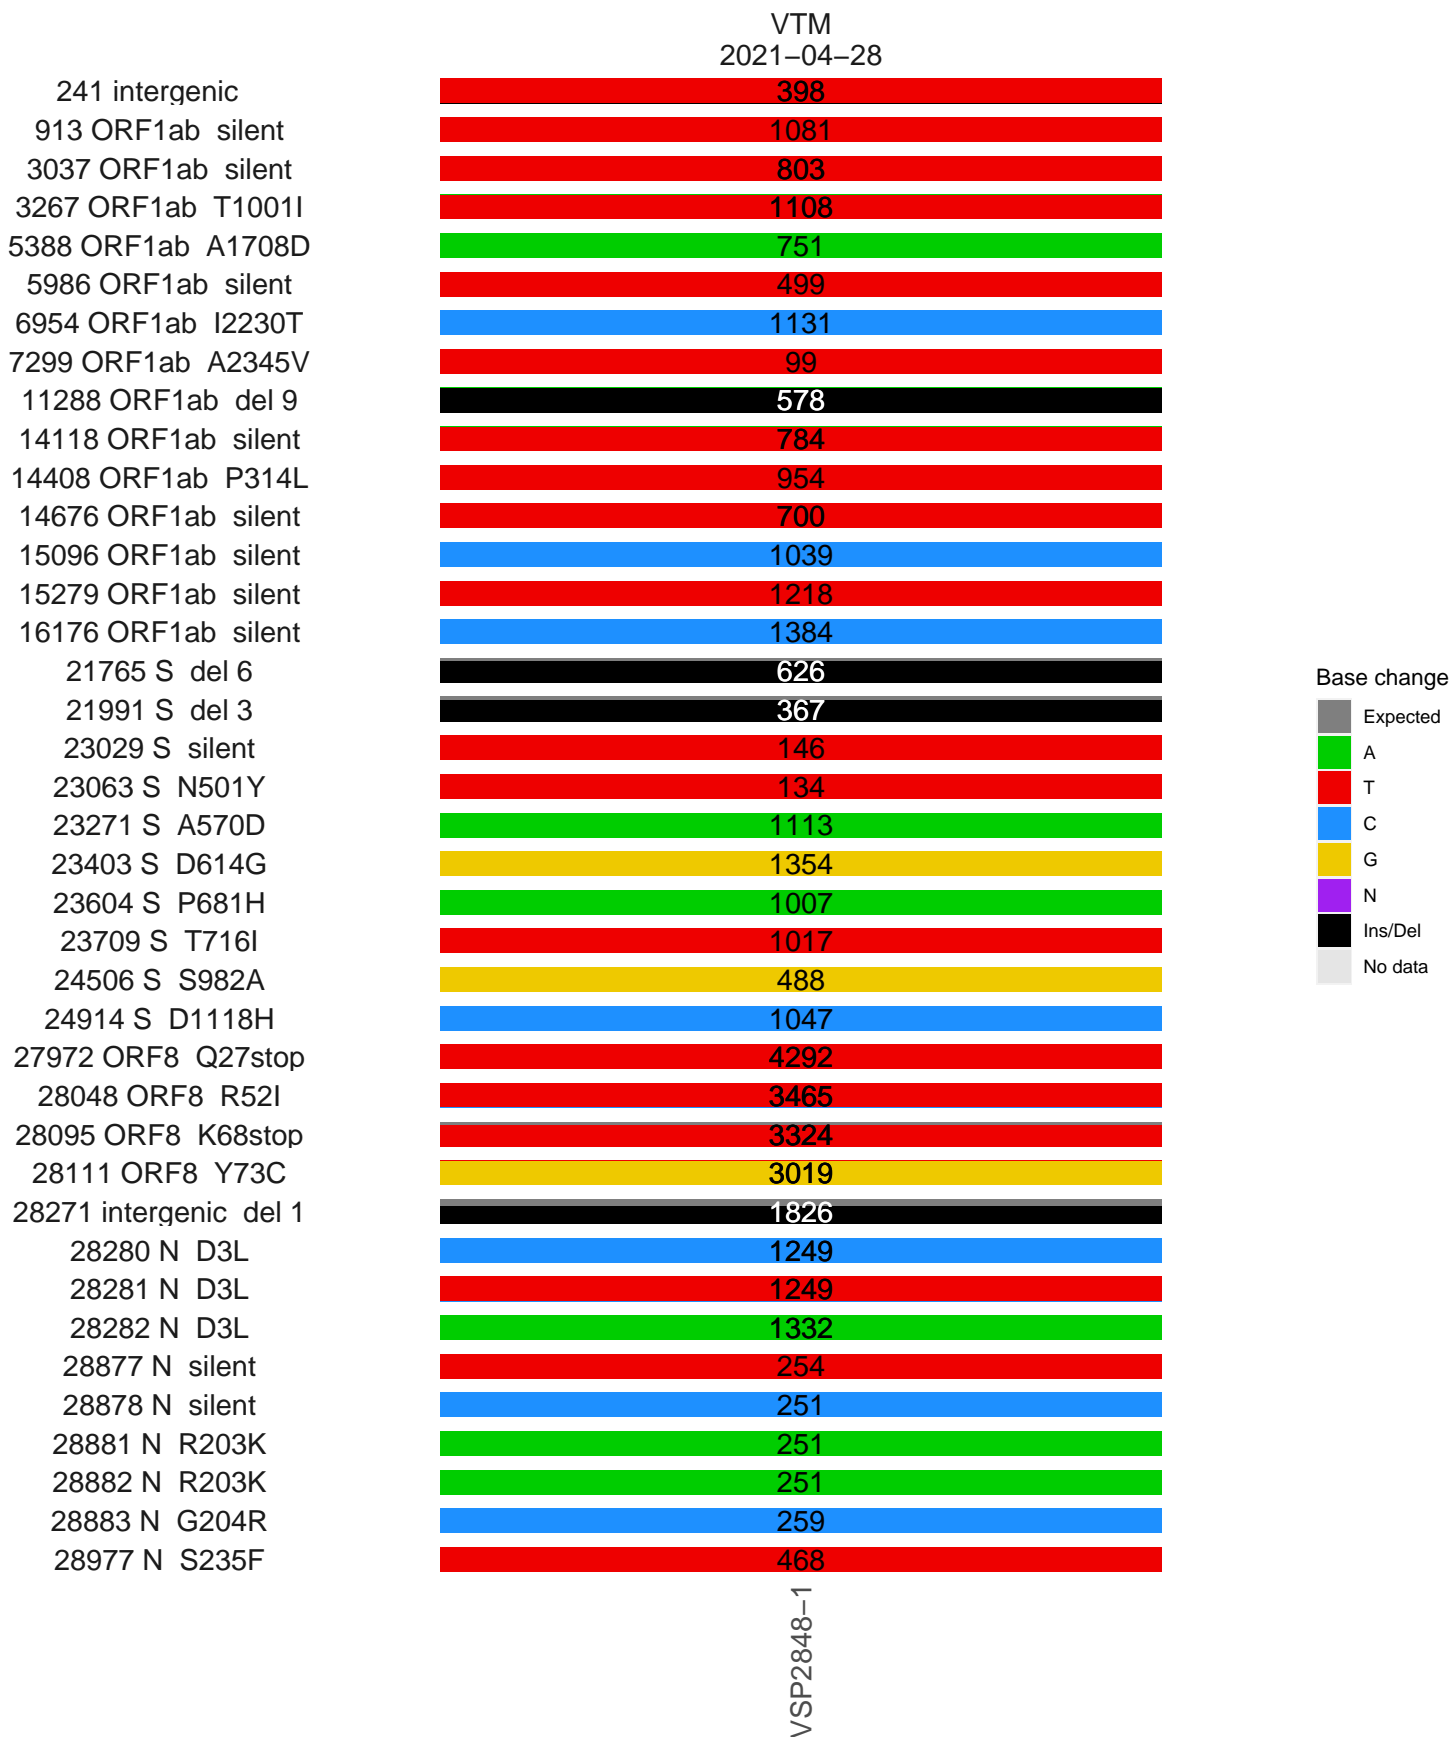 VTM
2021−04−28
241 intergenic 398
913 ORF1ab silent 1081
3037 ORF1ab silent 803
3267 ORF1ab T1001I 1108
5388 ORF1ab A1708D 751
5986 ORF1ab silent 499
6954 ORF1ab I2230T 1131
7299 ORF1ab A2345V 99
11288 ORF1ab del 9 578
14118 ORF1ab silent 784
14408 ORF1ab P314L 954
14676 ORF1ab silent 700
15096 ORF1ab silent 1039
15279 ORF1ab silent 1218
16176 ORF1ab silent 1384
21765 S del 6 626
21991 S del 3 367
23029 S silent 146
23063 S N501Y 134
23271 S A570D 1113
23403 S D614G 1354
23604 S P681H 1007
23709 S T716I 1017
24506 S S982A 488
24914 S D1118H 1047
27972 ORF8 Q27stop 4292
28048 ORF8 R52I 3465
28095 ORF8 K68stop 3324
28111 ORF8 Y73C 3019
28271 intergenic del 1 1826
28280 N D3L 1249
28281 N D3L 1249
28282 N D3L 1332
28877 N silent 254
28878 N silent 251
28881 N R203K 251
28882 N R203K 251
28883 N G204R 259
28977 N S235F 468
VSP2848−1
Base change
Expected
A
T
C
G
N
Ins/Del
No data